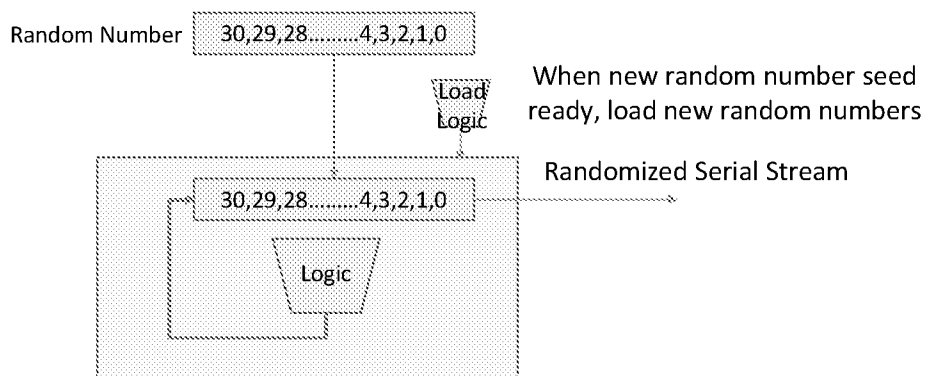 Random Number
30,29,28.........4,3,2,1,0
Load
Logic
When new random number seed
ready, load new random numbers
Randomized Serial Stream
30,29,28.........4,3,2,1,0
Logic